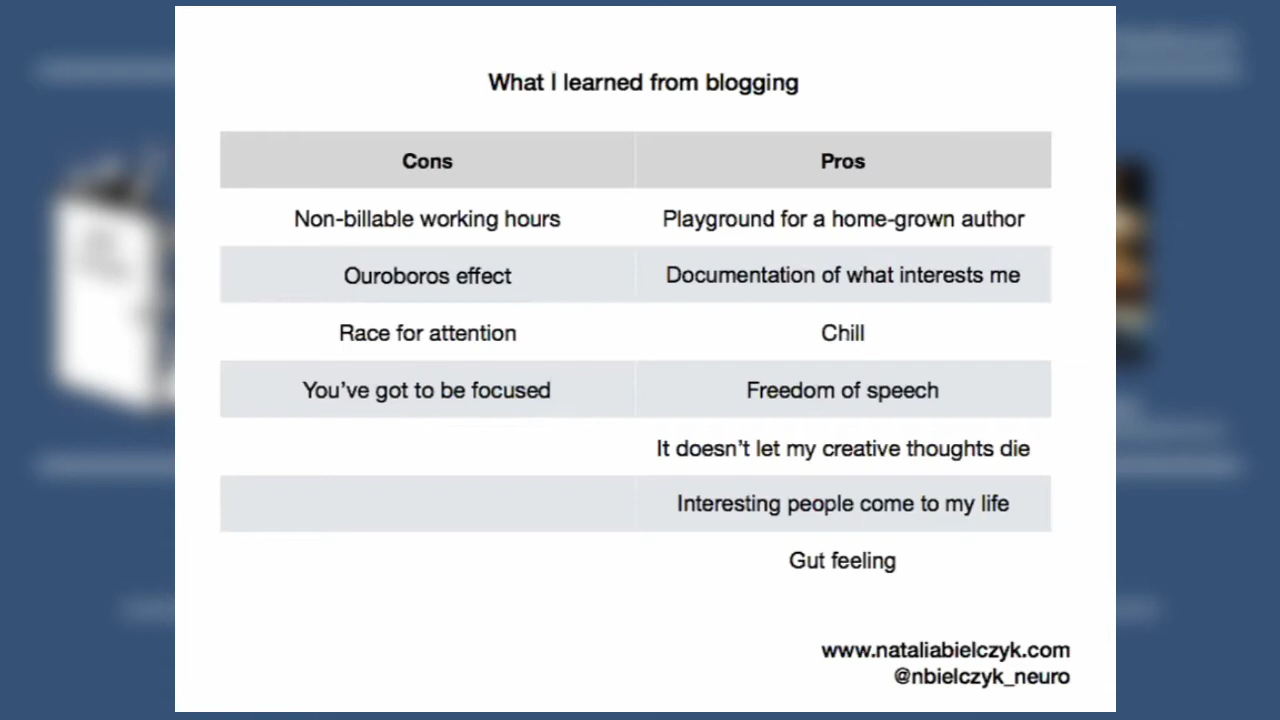 What I learned from blogging
Cons Pros
Non-billable working hours Playground for a home-grown author
Ouroboros effect Documentation of what interests me
Race for attention Chill
You've got to be focused Freedom of speech
It doesn't let my creative thoughts die
Interesting people come to my life
Gut feeling
www.nataliabielczyk.com
@nbielczyk_neuro